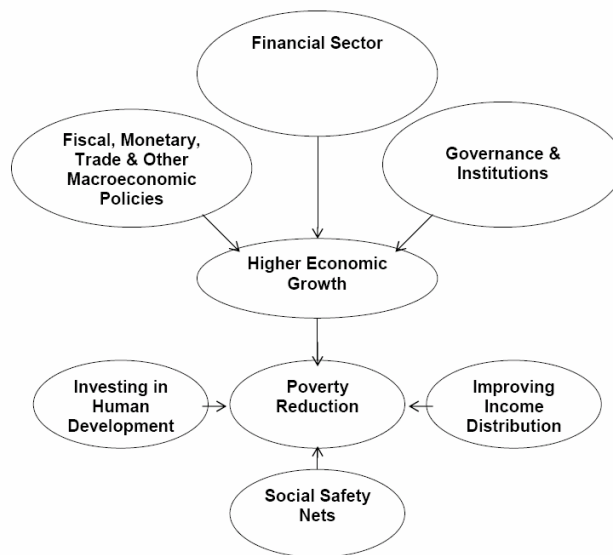 Financial Sector
Fiscal, Monetary,
Trade & Other
Macroeconomic
Policies
Governance &
Institutions
Higher Economic
Growth
Investing in
Human
Development
Poverty
Reduction
Improving
Income
Distribution
Social Safety
Nets